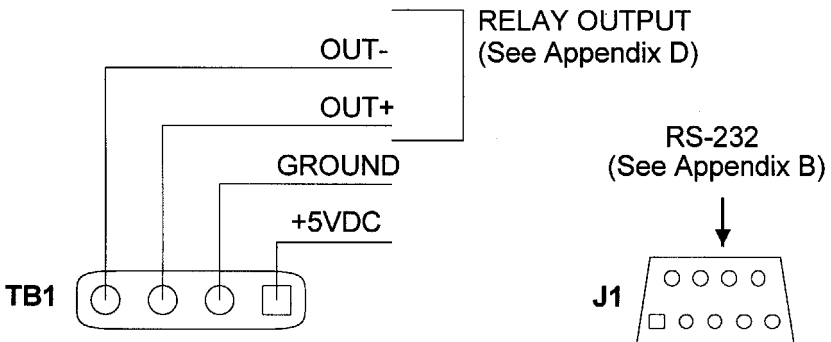 RELAY OUTPUT
(See Appendix D)
OUT-
OUT+
GROUND
+5VDC
TB1
RS-232
(See Appendix B)
J1